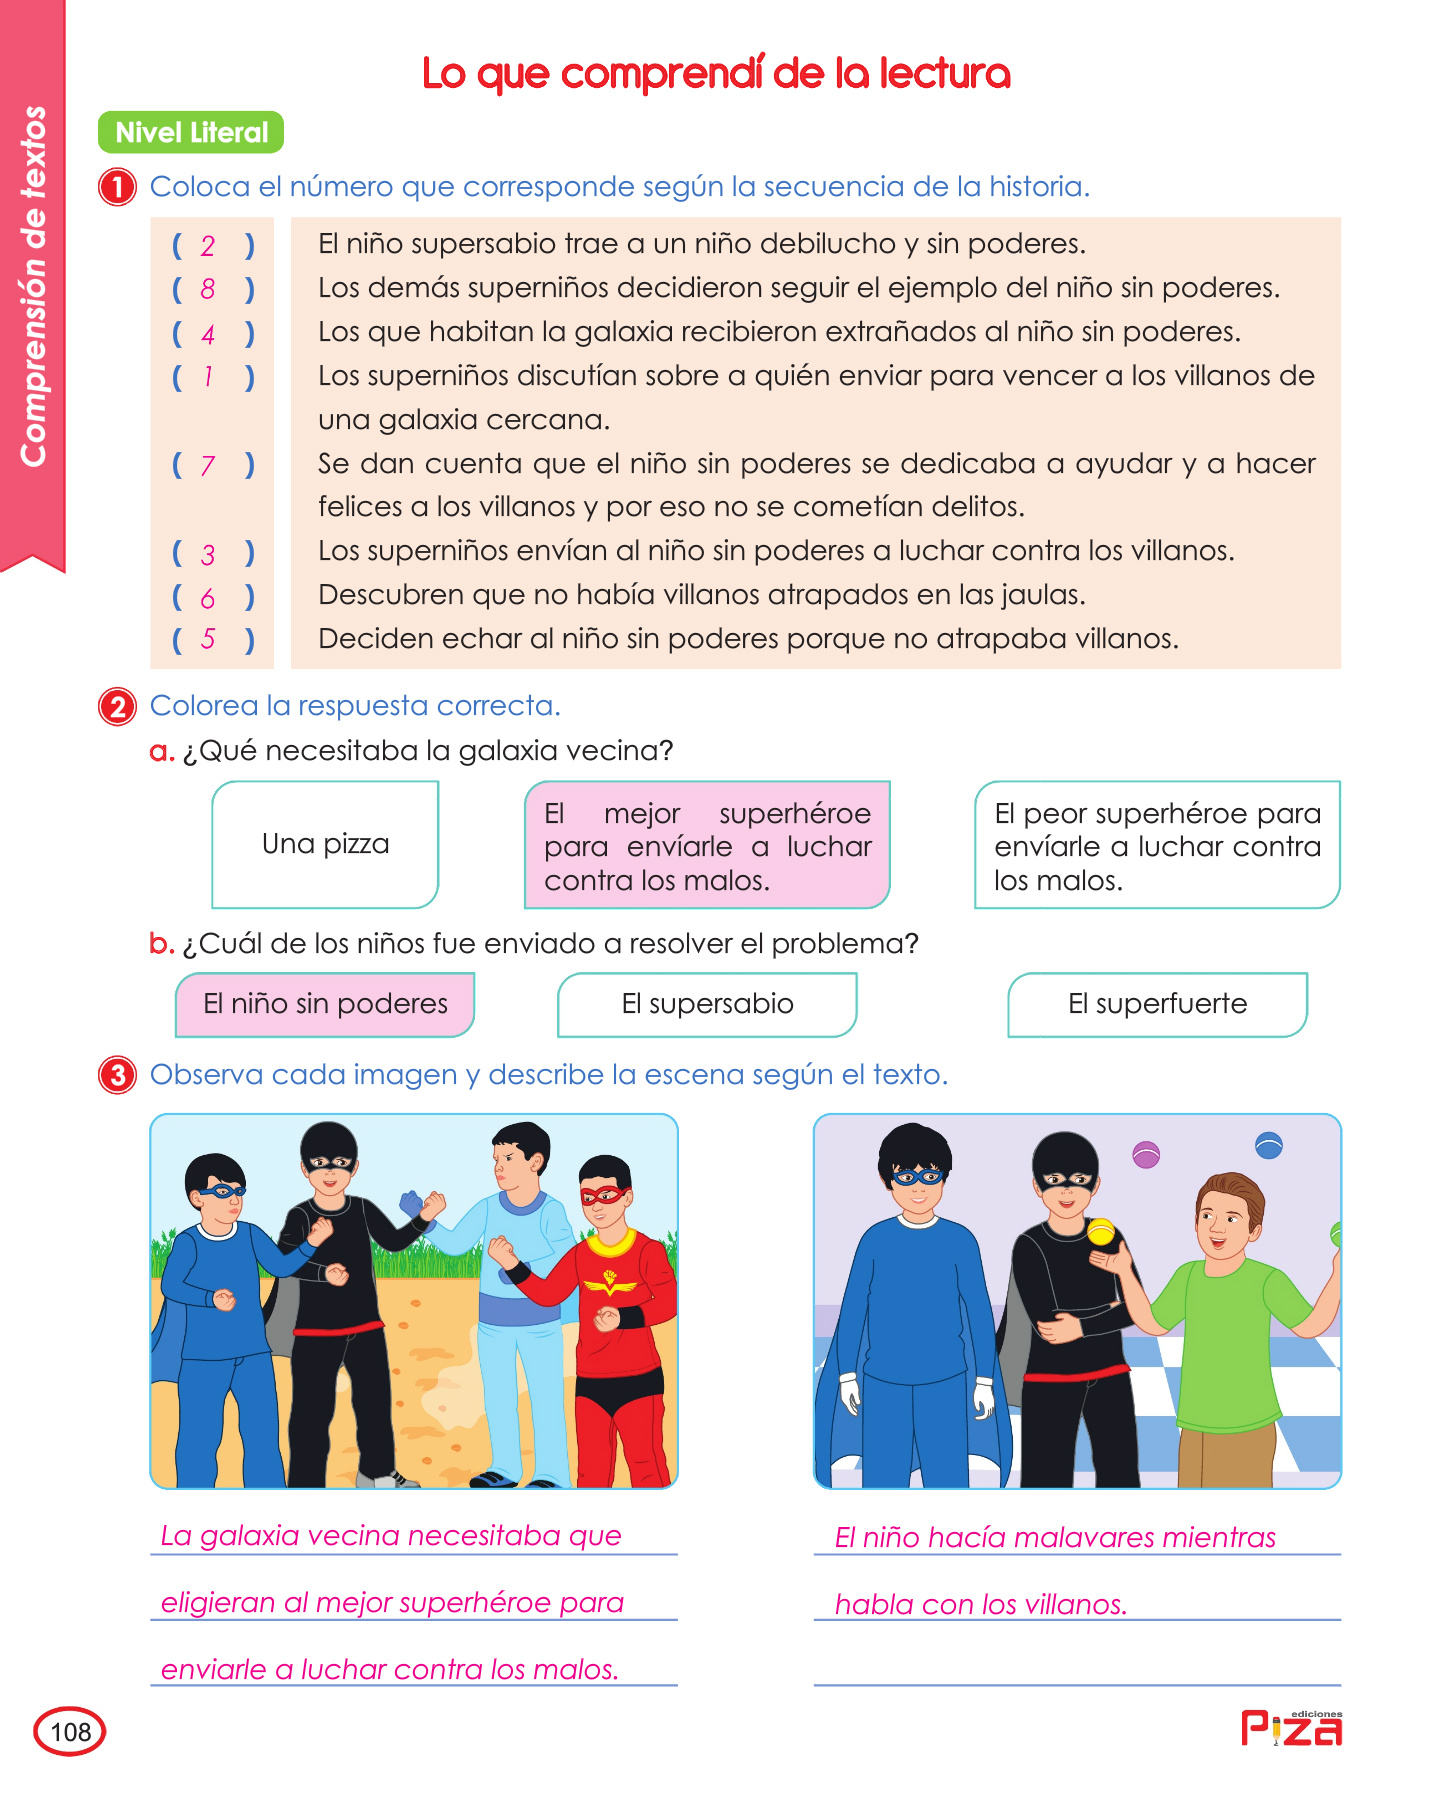 Comprensión de textos
Lo que comprendí de la lectura
Nivel Literal
1 Coloca el número que corresponde según la secuencia de la historia.
( 2 ) El niño supersabio trae a un niño debilucho y sin poderes.
( 8 ) Los demás superniños decidieron seguir el ejemplo del niño sin poderes.
( 4 ) Los que habitan la galaxia recibieron extrañados al niño sin poderes.
( 1 ) Los superniños discutían sobre a quién enviar para vencer a los villanos de
una galaxia cercana.
( 7 ) Se dan cuenta que el niño sin poderes se dedicaba a ayudar y a hacer
felices a los villanos y por eso no se cometían delitos.
( 3 ) Los superniños envían al niño sin poderes a luchar contra los villanos.
( 6 ) Descubren que no había villanos atrapados en las jaulas.
( 5 ) Deciden echar al niño sin poderes porque no atrapaba villanos.
2 Colorea la respuesta correcta.
a. ¿Qué necesitaba la galaxia vecina?
Una pizza
El mejor superhéroe
para envíarle a luchar
contra los malos.
El peor superhéroe para
envíarle a luchar contra
los malos.
b. ¿Cuál de los niños fue enviado a resolver el problema?
El niño sin poderes
El supersabio
El superfuerte
3 Observa cada imagen y describe la escena según el texto.
La galaxia vecina necesitaba que
eligieran al mejor superhéroe para
enviarle a luchar contra los malos.
El niño hacía malavares mientras
habla con los villanos.
108
ediciones
Piza